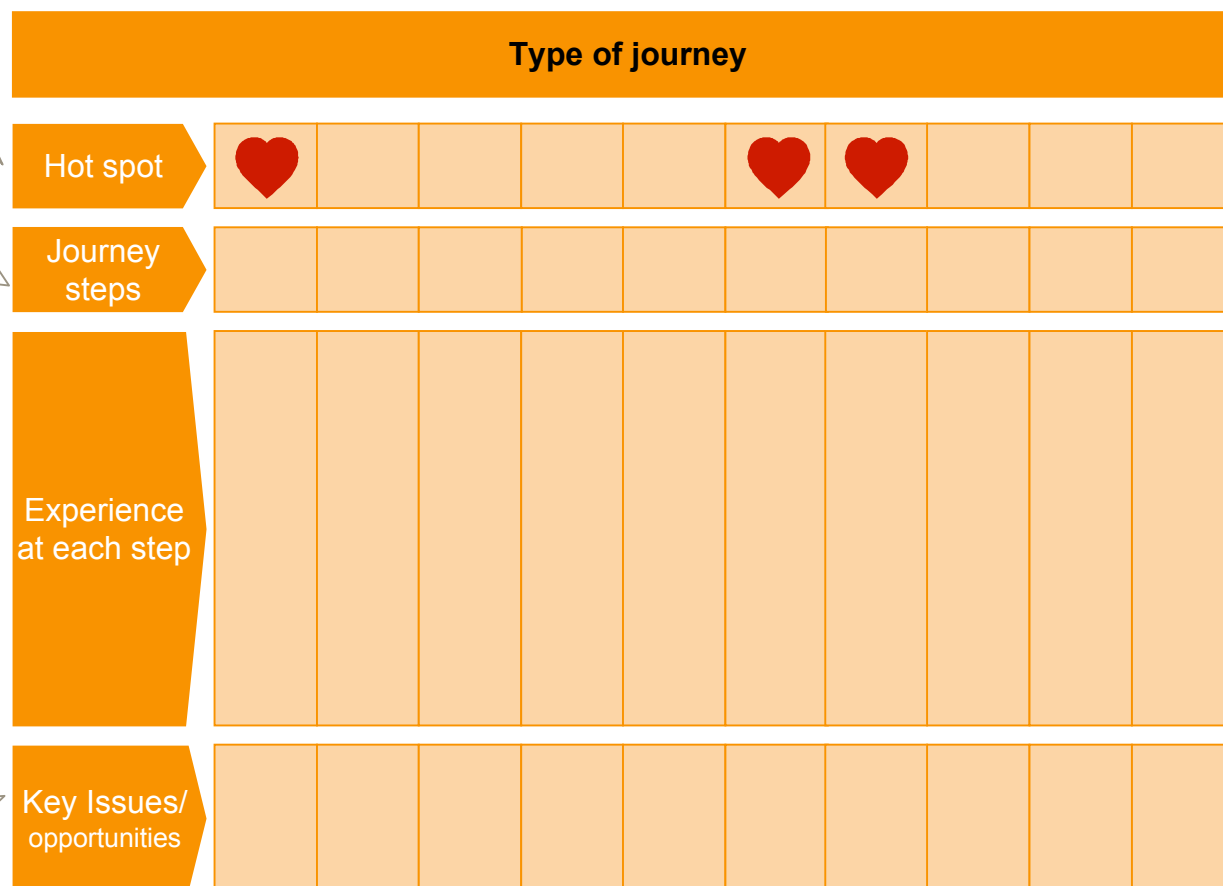 Type of journey
Hot spot
Journey
steps
Experience
at each step
Key Issues/
opportunities